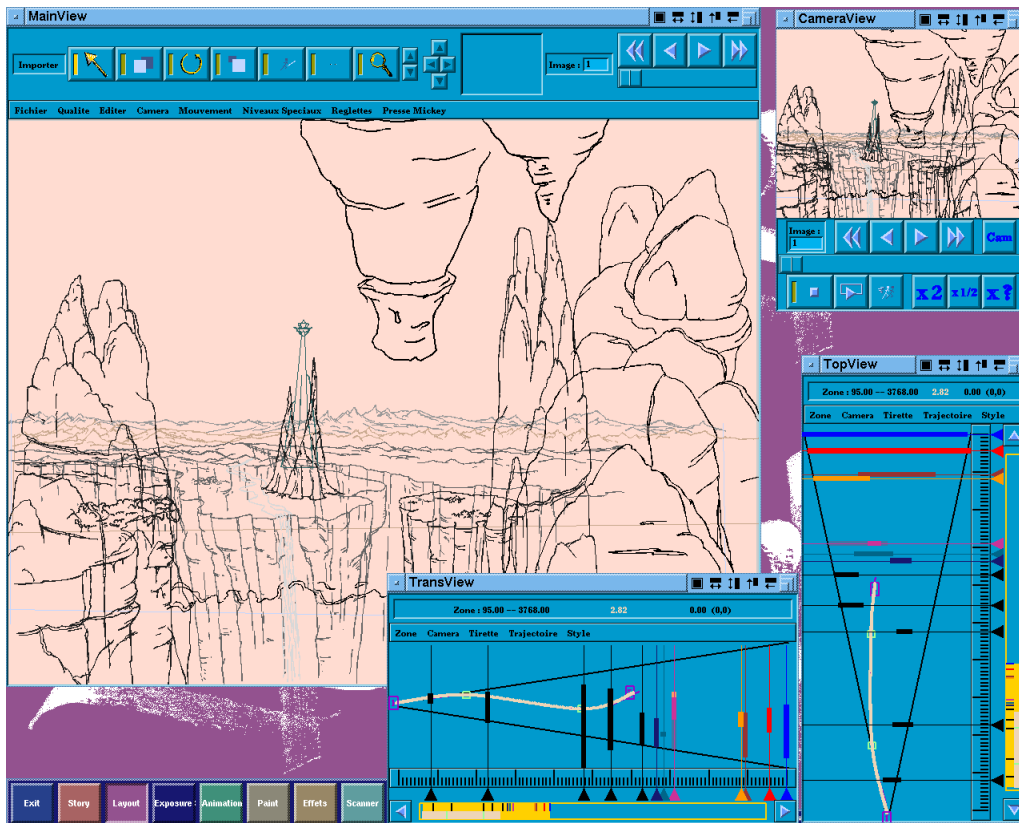 MainView
Importer
Image : 1
Fichier Qualite Editer Camera Mouvement Niveaux Speciaux Reglettes Presse Mickey
CameraView
Image :
1
Cam
x2 x1/2 x?
TopView
Zone : 95.00 -- 3768.00 2.82 0.00 (0,0)
Zone Camera Tirette Trajectoire Style
TransView
Zone : 95.00 -- 3768.00 2.82 0.00 (0,0)
Zone Camera Tirette Trajectoire Style
Exit Story Layout Exposure : Animation Paint Effets Scanner